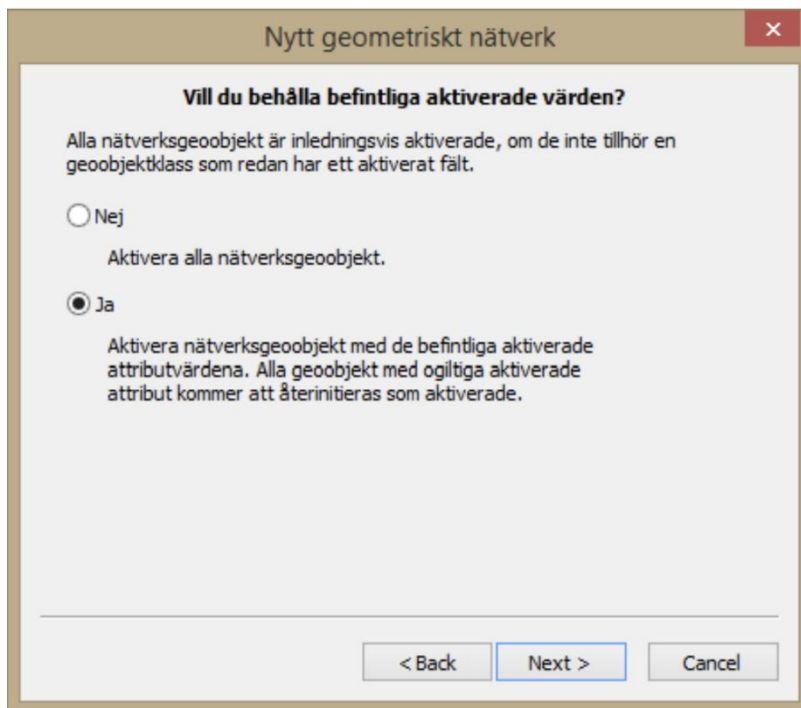 Nytt geometriskt nätverk
Vill du behålla befintliga aktiverade värden?
Alla nätverksgeoobjekt är inledningsvis aktiverade, om de inte tillhör en
geoobjektklass som redan har ett aktiverat fält.
Nej
Aktivera alla nätverksgeoobjekt.
Ja
Aktivera nätverksgeoobjekt med de befintliga aktiverade
attributvärdena. Alla geoobjekt med ogiltiga aktiverade
attribut kommer att återinitieras som aktiverade.
< Back Next > Cancel